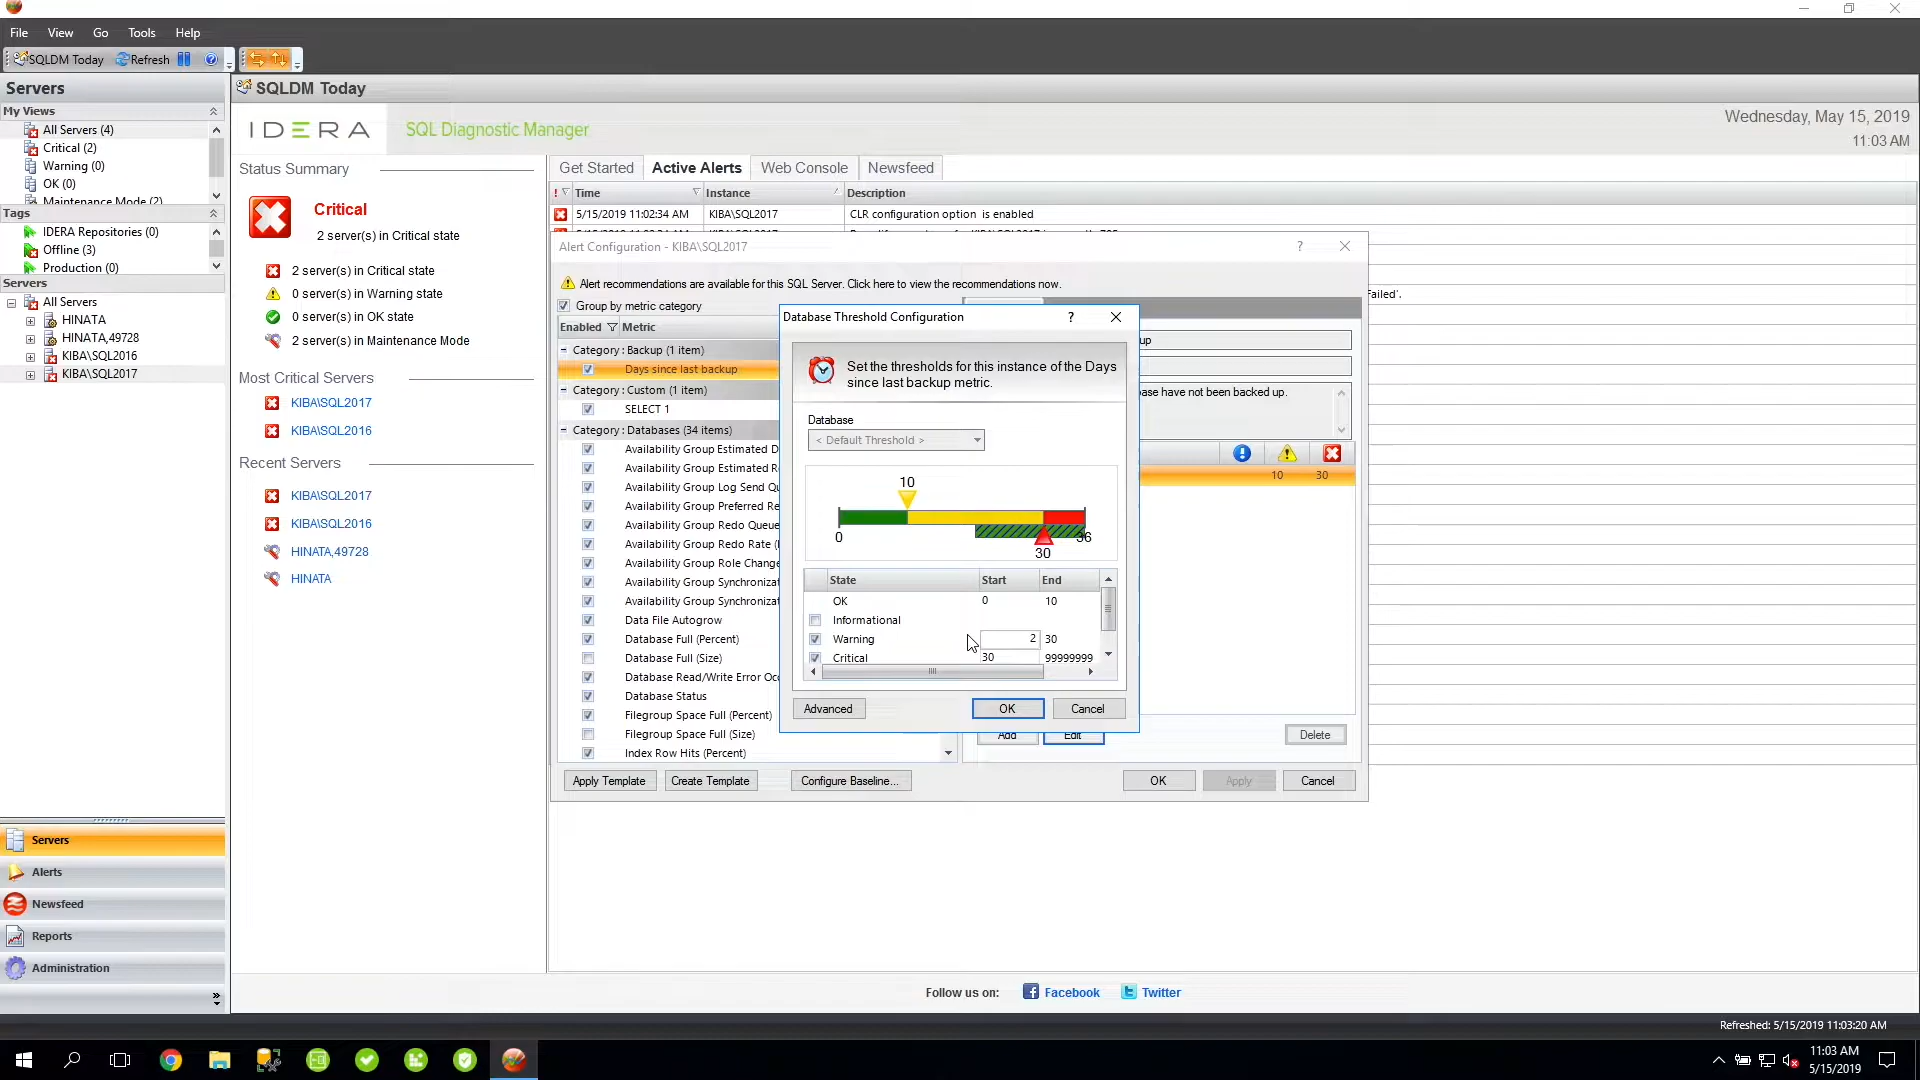 File View Go Tools Help
SQLDM Today Refresh
Servers
My Views
All Servers (4)
Critical (2)
Warning (0)
OK (0)
Maintenance Mode (2)
Tags
IDERA Repositories (0)
Offline (3)
Production (0)
Servers
All Servers
HINATA
HINATA,49728
KIBA\SQL2016
KIBA\SQL2017
Servers
Alerts
Newsfeed
Reports
Administration
SQLDM Today
IDERA SQL Diagnostic Manager
Wednesday, May 15, 2019
11:03 AM
Status Summary
Critical
2 server(s) in Critical state
2 server(s) in Critical state
0 server(s) in Warning state
0 server(s) in OK state
2 server(s) in Maintenance Mode
Most Critical Servers
KIBA\SQL2017
KIBA\SQL2016
Recent Servers
KIBA\SQL2017
KIBA\SQL2016
HINATA,49728
HINATA
Get Started Active Alerts Web Console Newsfeed
! Time Instance Description
5/15/2019 11:02:34 AM KIBA\SQL2017 CLR configuration option is enabled
Failed'.
Alert Configuration - KIBA\SQL2017 ?
Alert recommendations are available for this SQL Server. Click here to view the recommendations now.
Group by metric category
Enabled Metric
Category : Backup (1 item)
Days since last backup
Category : Custom (1 item)
SELECT 1
Category : Databases (34 items)
Availability Group Estimated D
Availability Group Estimated R
Availability Group Log Send Qu
Availability Group Preferred Re
Availability Group Redo Queue
Availability Group Redo Rate (
Availability Group Role Change
Availability Group Synchronizat
Availability Group Synchronizat
Data File Autogrow
Database Full (Percent)
Database Full (Size)
Database Read/Write Error Occ
Database Status
Filegroup Space Full (Percent)
Filegroup Space Full (Size)
Index Row Hits (Percent)
up
ase have not been backed up.
10 30
Add Edit Delete
Apply Template Create Template Configure Baseline... OK Apply Cancel
Database Threshold Configuration ?
Set the thresholds for this instance of the Days
since last backup metric.
Database
< Default Threshold >
10
0 36
30
State Start End
OK 0 10
Informational
Warning 2 30
Critical 30 99999999
Advanced OK Cancel
Follow us on: Facebook Twitter
Refreshed: 5/15/2019 11:03:20 AM
11:03 AM
5/15/2019